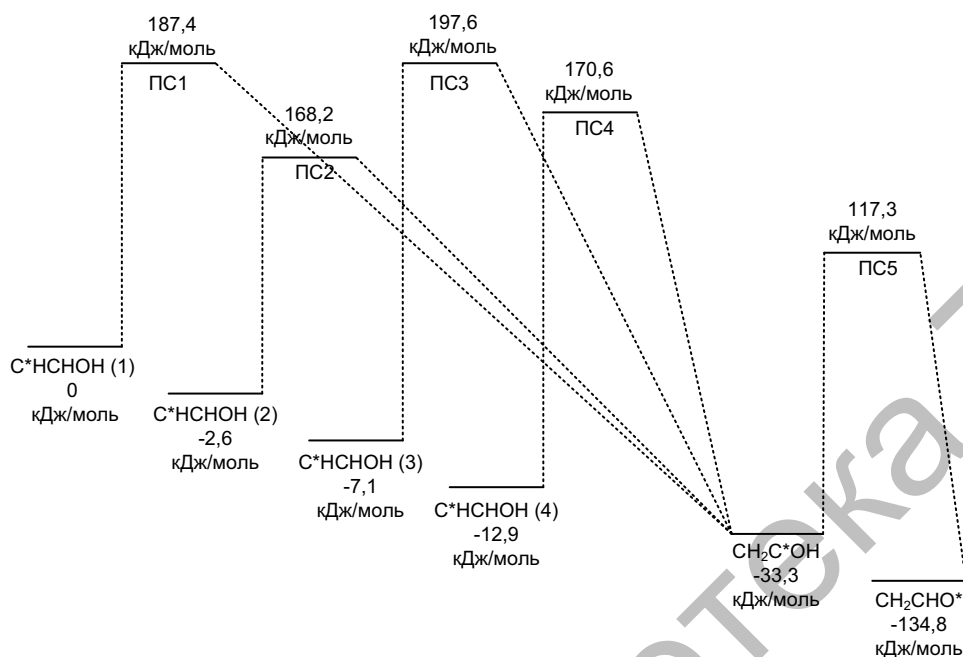 187,4
кДж/моль
ПС1
168,2
кДж/моль
ПС2
197,6
кДж/моль
ПС3
170,6
кДж/моль
ПС4
117,3
кДж/моль
ПС5
C*HCHOH (1)
0
кДж/моль
C*HCHOH (2)
-2,6
кДж/моль
C*HCHOH (3)
-7,1
кДж/моль
C*HCHOH (4)
-12,9
кДж/моль
CH₂C*OH
-33,3
кДж/моль
CH₂CHO*
-134,8
кДж/моль
отека